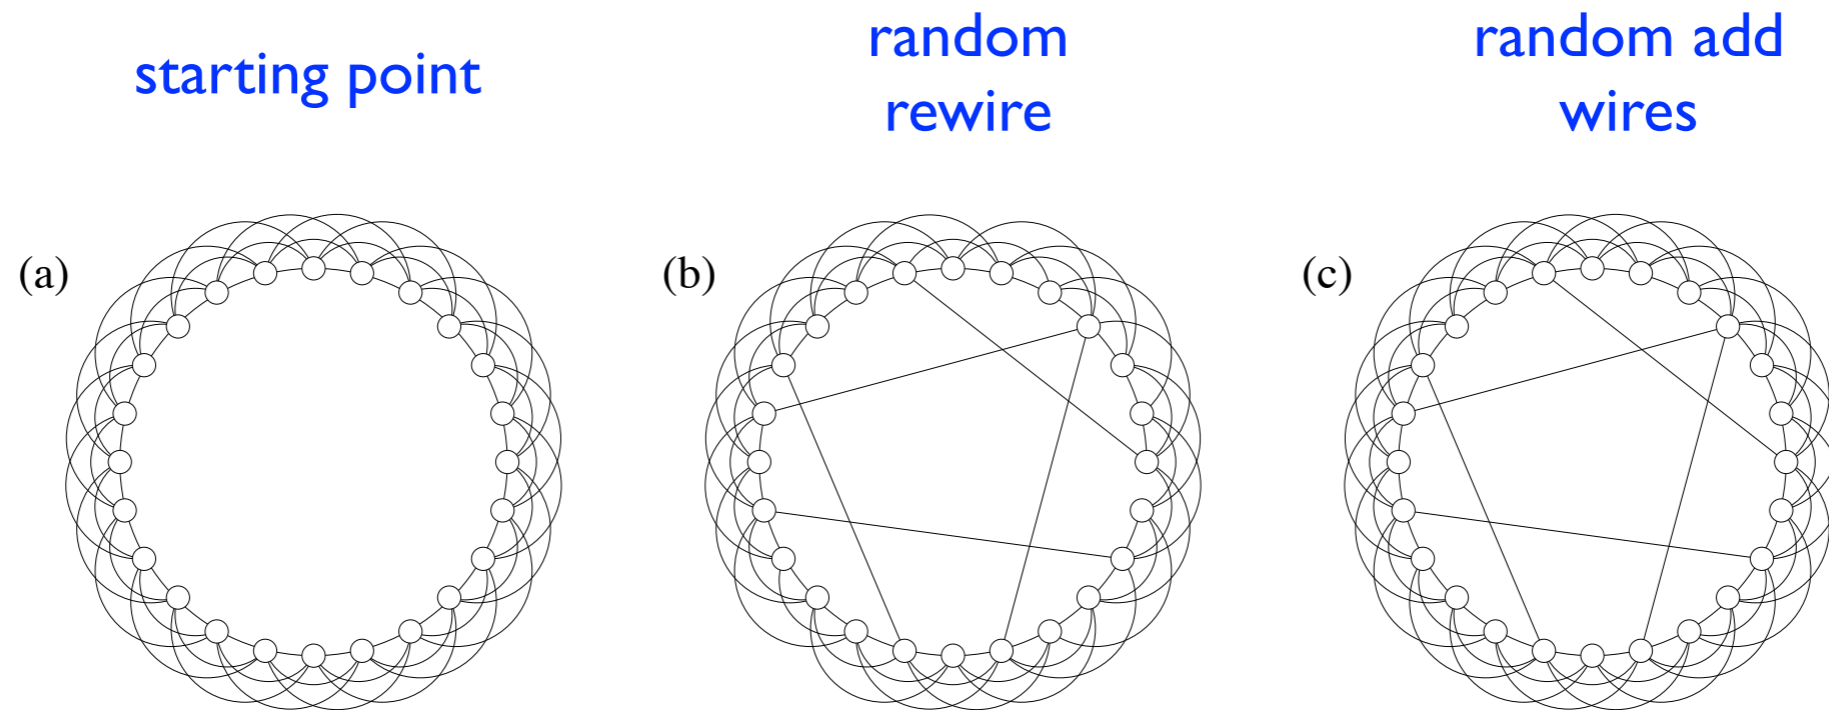 starting point
random
rewire
random add
wires
(a)
(b)
(c)